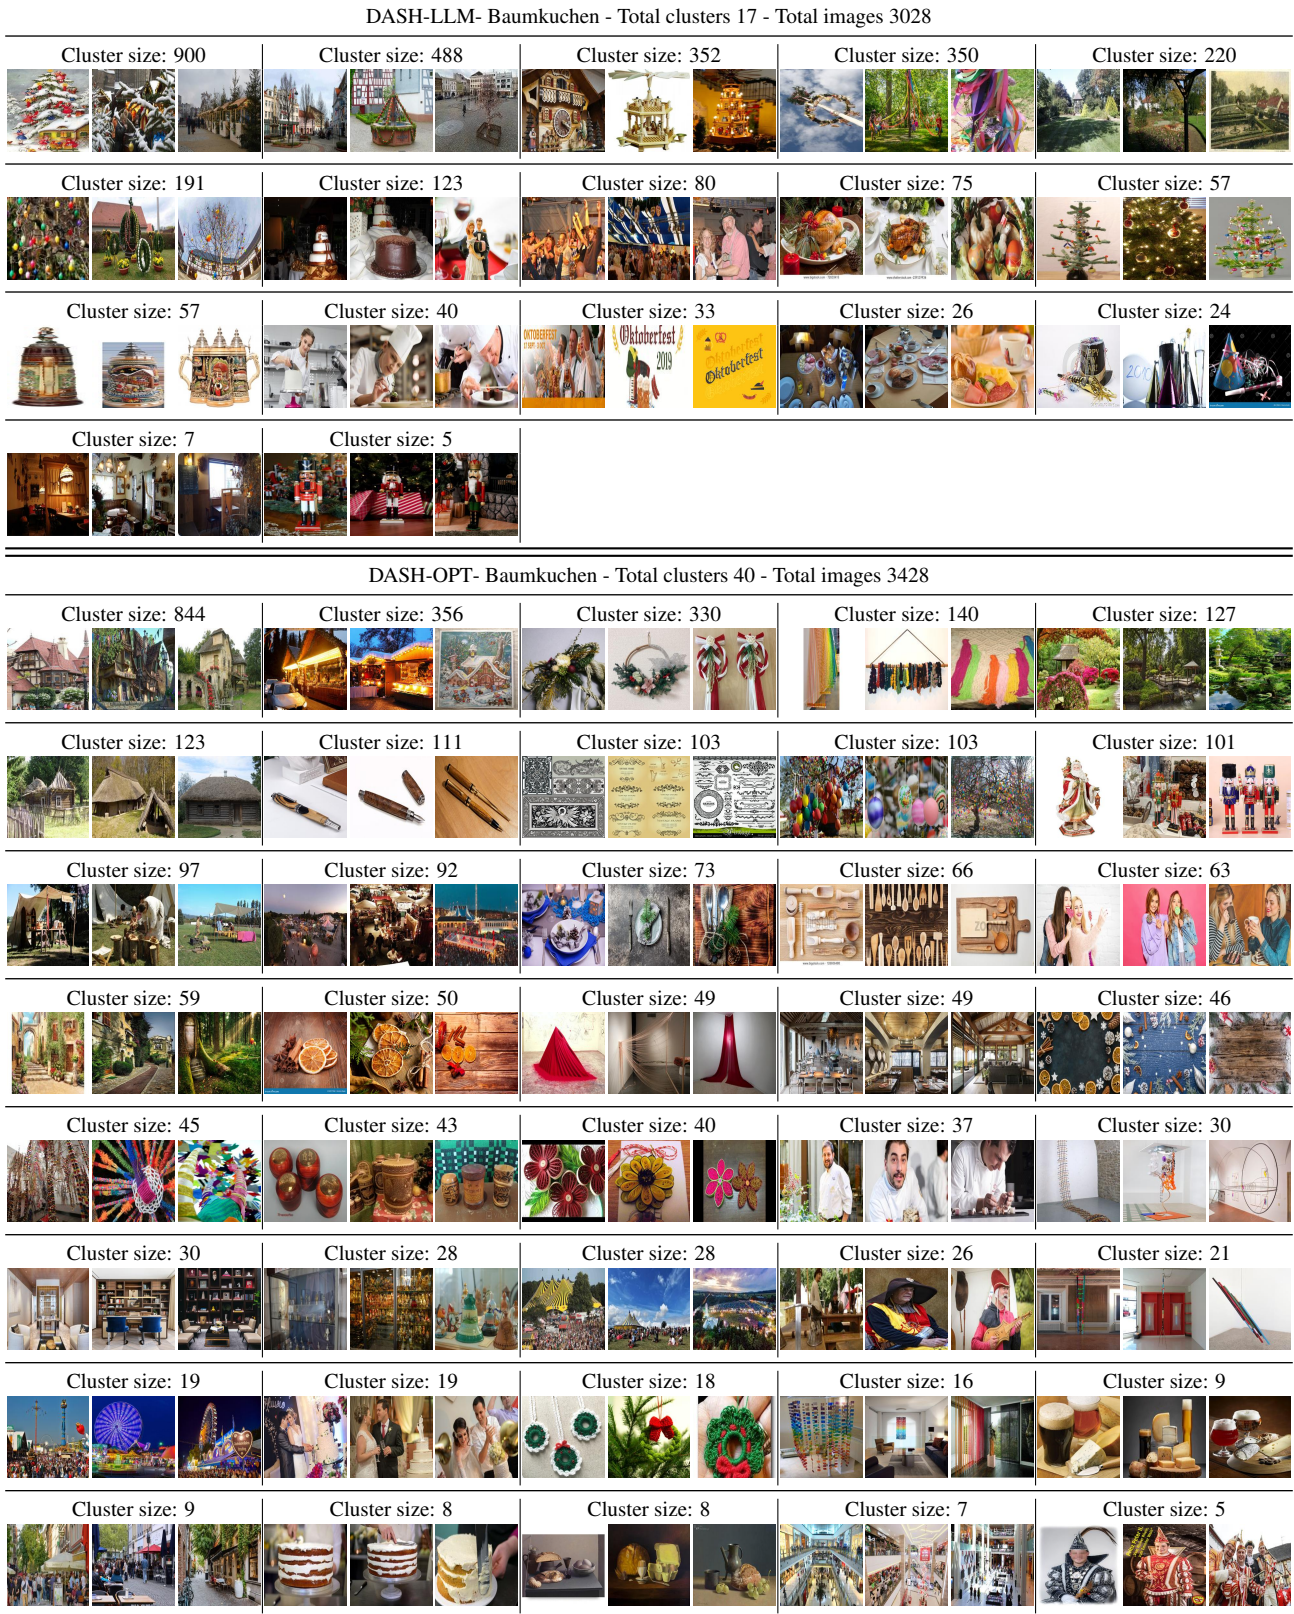 DASH-LLM- Baumkuchen - Total clusters 17 - Total images 3028
Cluster size: 900
Cluster size: 488
Cluster size: 352
Cluster size: 350
Cluster size: 220
Cluster size: 191
Cluster size: 123
Cluster size: 80
Cluster size: 75
Cluster size: 57
Cluster size: 57
Cluster size: 40
Cluster size: 33
Cluster size: 26
Cluster size: 24
OKTOBERFEST
Oktoberfest
2019
Oktoberfest
Oktoberfest
Cluster size: 7
Cluster size: 5
DASH-OPT- Baumkuchen - Total clusters 40 - Total images 3428
Cluster size: 844
Cluster size: 356
Cluster size: 330
Cluster size: 140
Cluster size: 127
Cluster size: 123
Cluster size: 111
Cluster size: 103
Cluster size: 103
Cluster size: 101
Cluster size: 97
Cluster size: 92
Cluster size: 73
Cluster size: 66
Cluster size: 63
Cluster size: 59
Cluster size: 50
Cluster size: 49
Cluster size: 49
Cluster size: 46
Cluster size: 45
Cluster size: 43
Cluster size: 40
Cluster size: 37
Cluster size: 30
Cluster size: 30
Cluster size: 28
Cluster size: 28
Cluster size: 26
Cluster size: 21
Cluster size: 19
Cluster size: 19
Cluster size: 18
Cluster size: 16
Cluster size: 9
Cluster size: 9
Cluster size: 8
Cluster size: 8
Cluster size: 7
Cluster size: 5